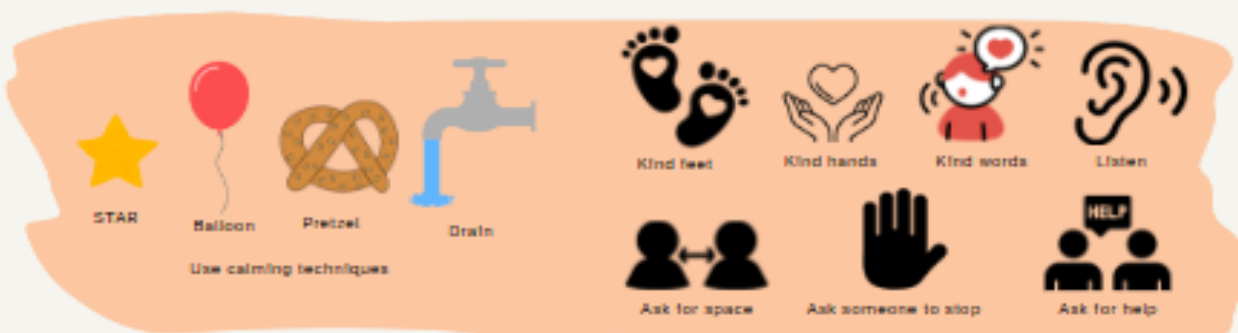 STAR
Balloon
Pretzel
Drain
Use calming techniques
Kind feet
Kind hands
Kind words
Listen
HELP
Ask for space
Ask someone to stop
Ask for help